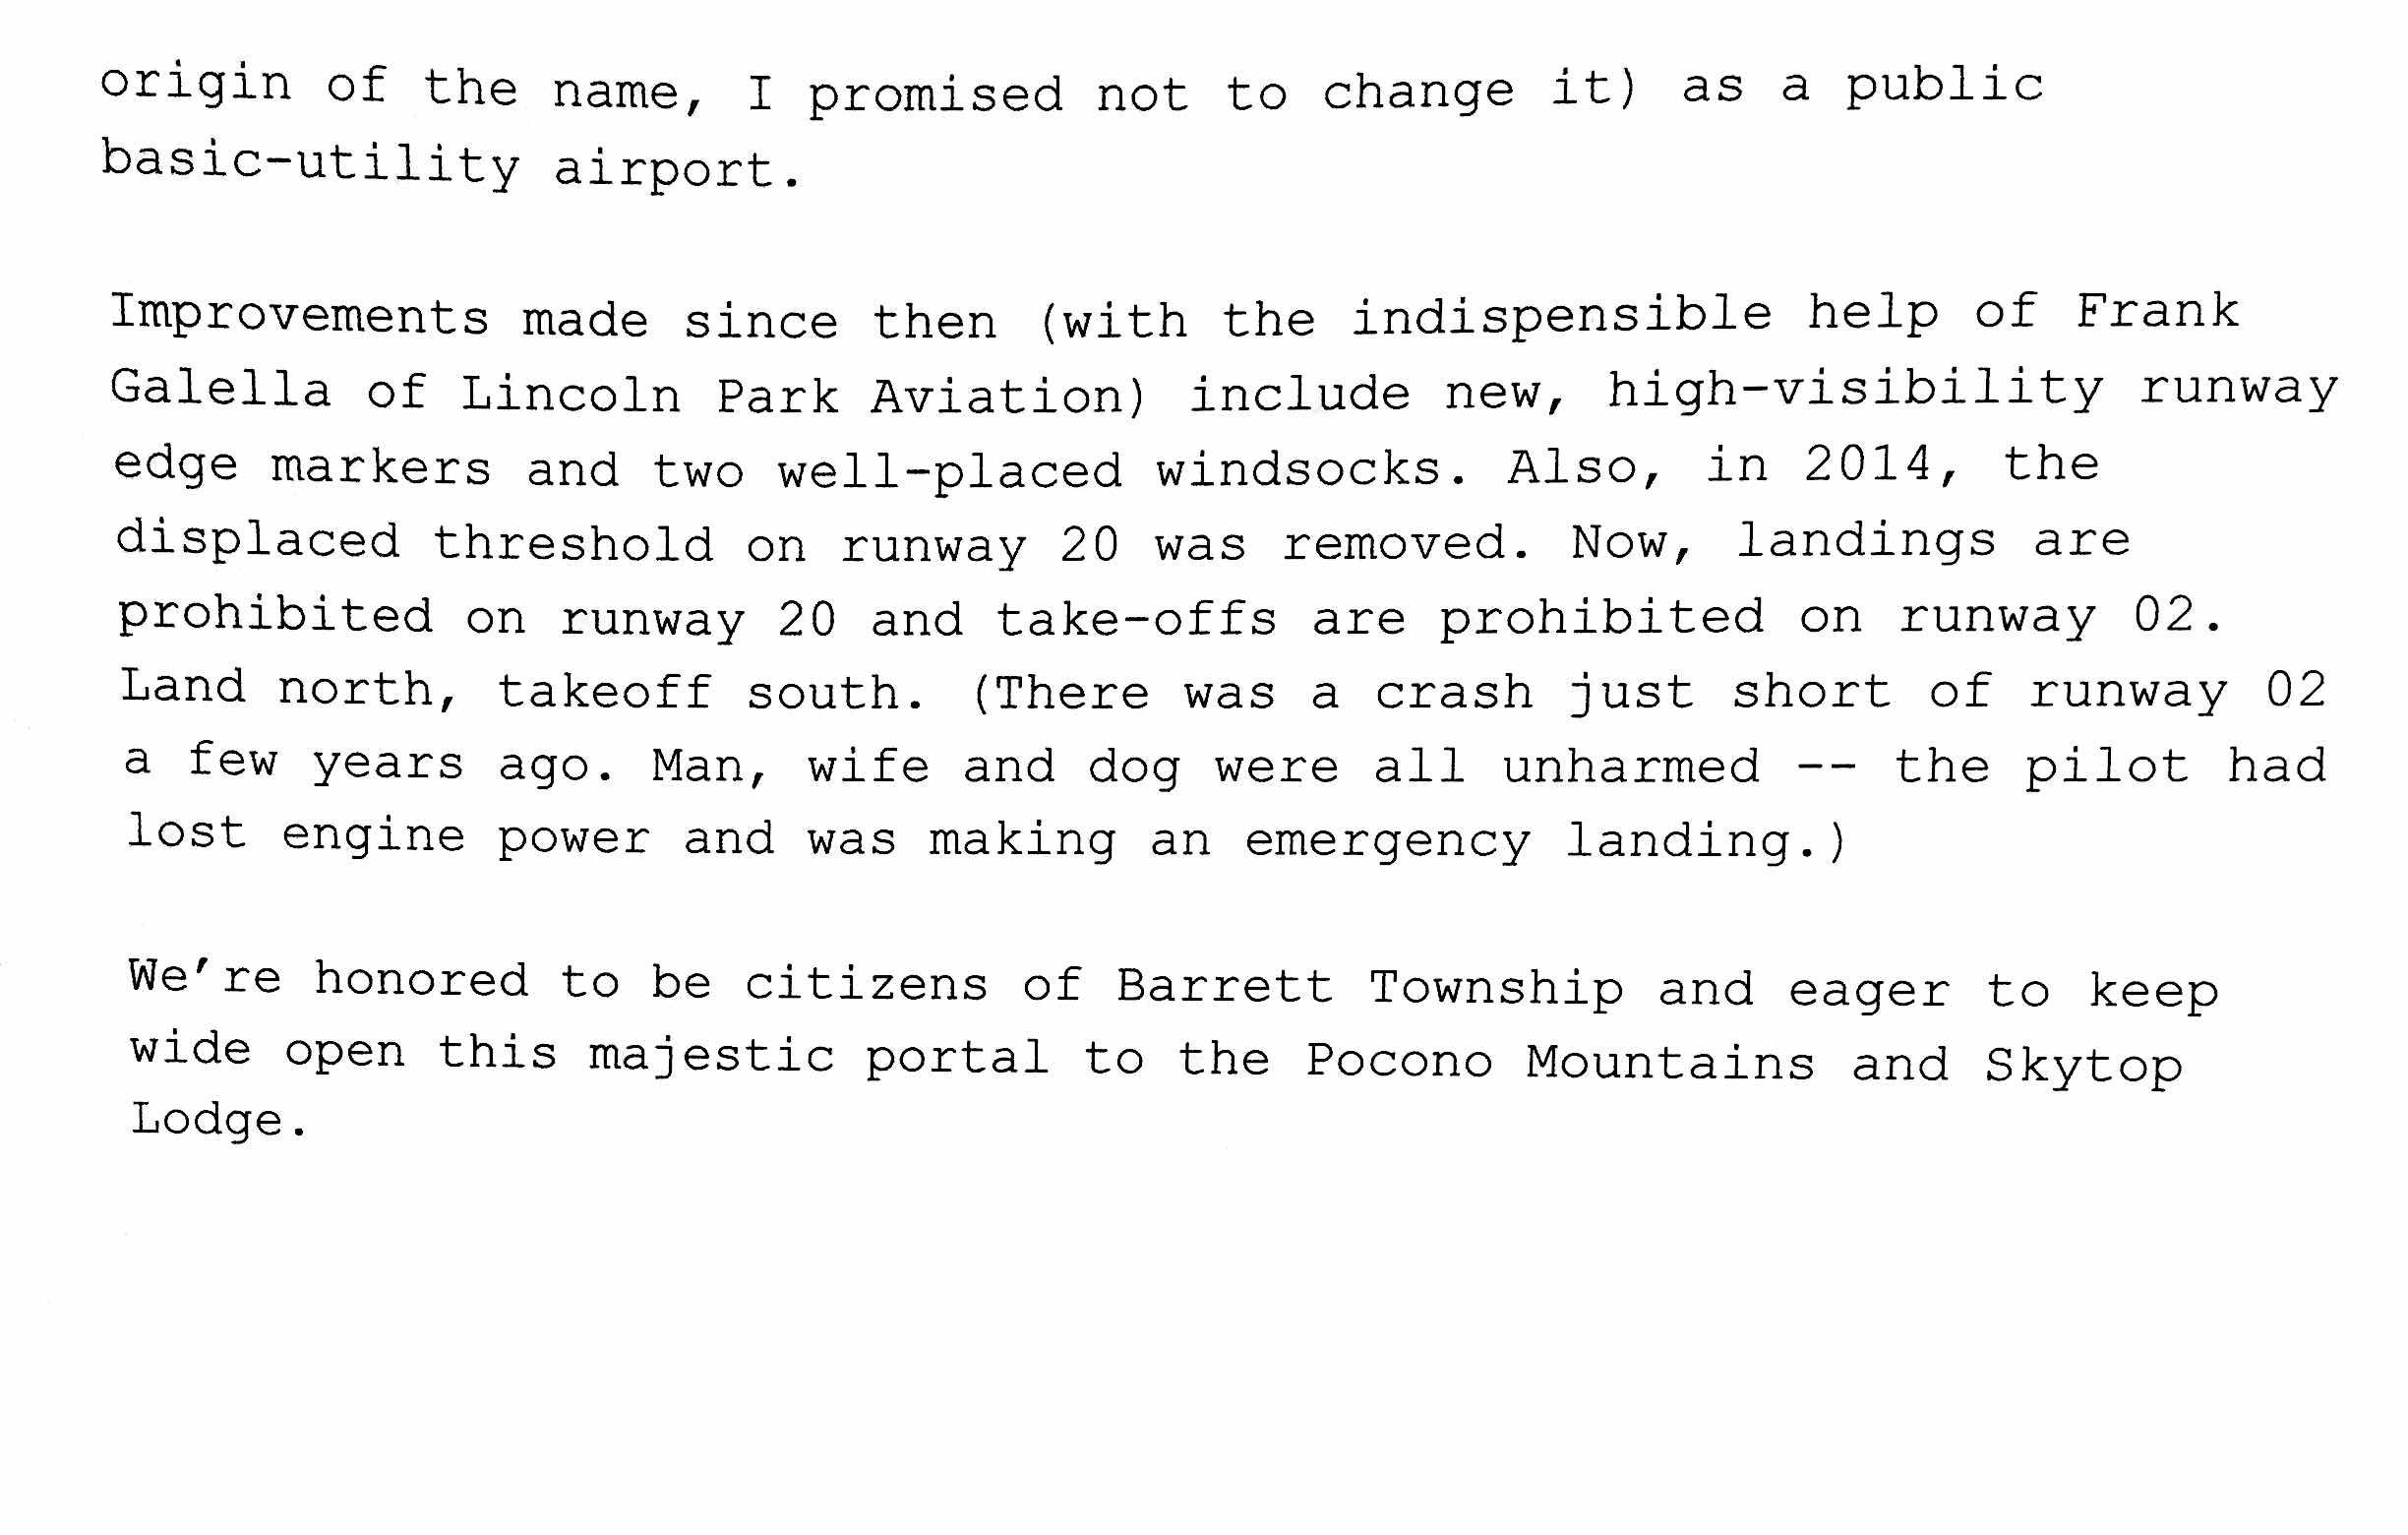 origin of the name, I promised not to change it) as a public
basic-utility airport.
Improvements made since then (with the indispensible help of Frank
Galella of Lincoln Park Aviation) include new, high-visibility runway
edge markers and two well-placed windsocks. Also, in 2014, the
displaced threshold on runway 20 was removed. Now, landings are
prohibited on runway 20 and take-offs are prohibited on runway 02.
Land north, takeoff south. (There was a crash just short of runway 02
a few years ago. Man, wife and dog were all unharmed -- the pilot had
lost engine power and was making an emergency landing.)
We're honored to be citizens of Barrett Township and eager to keep
wide open this majestic portal to the Pocono Mountains and Skytop
Lodge.